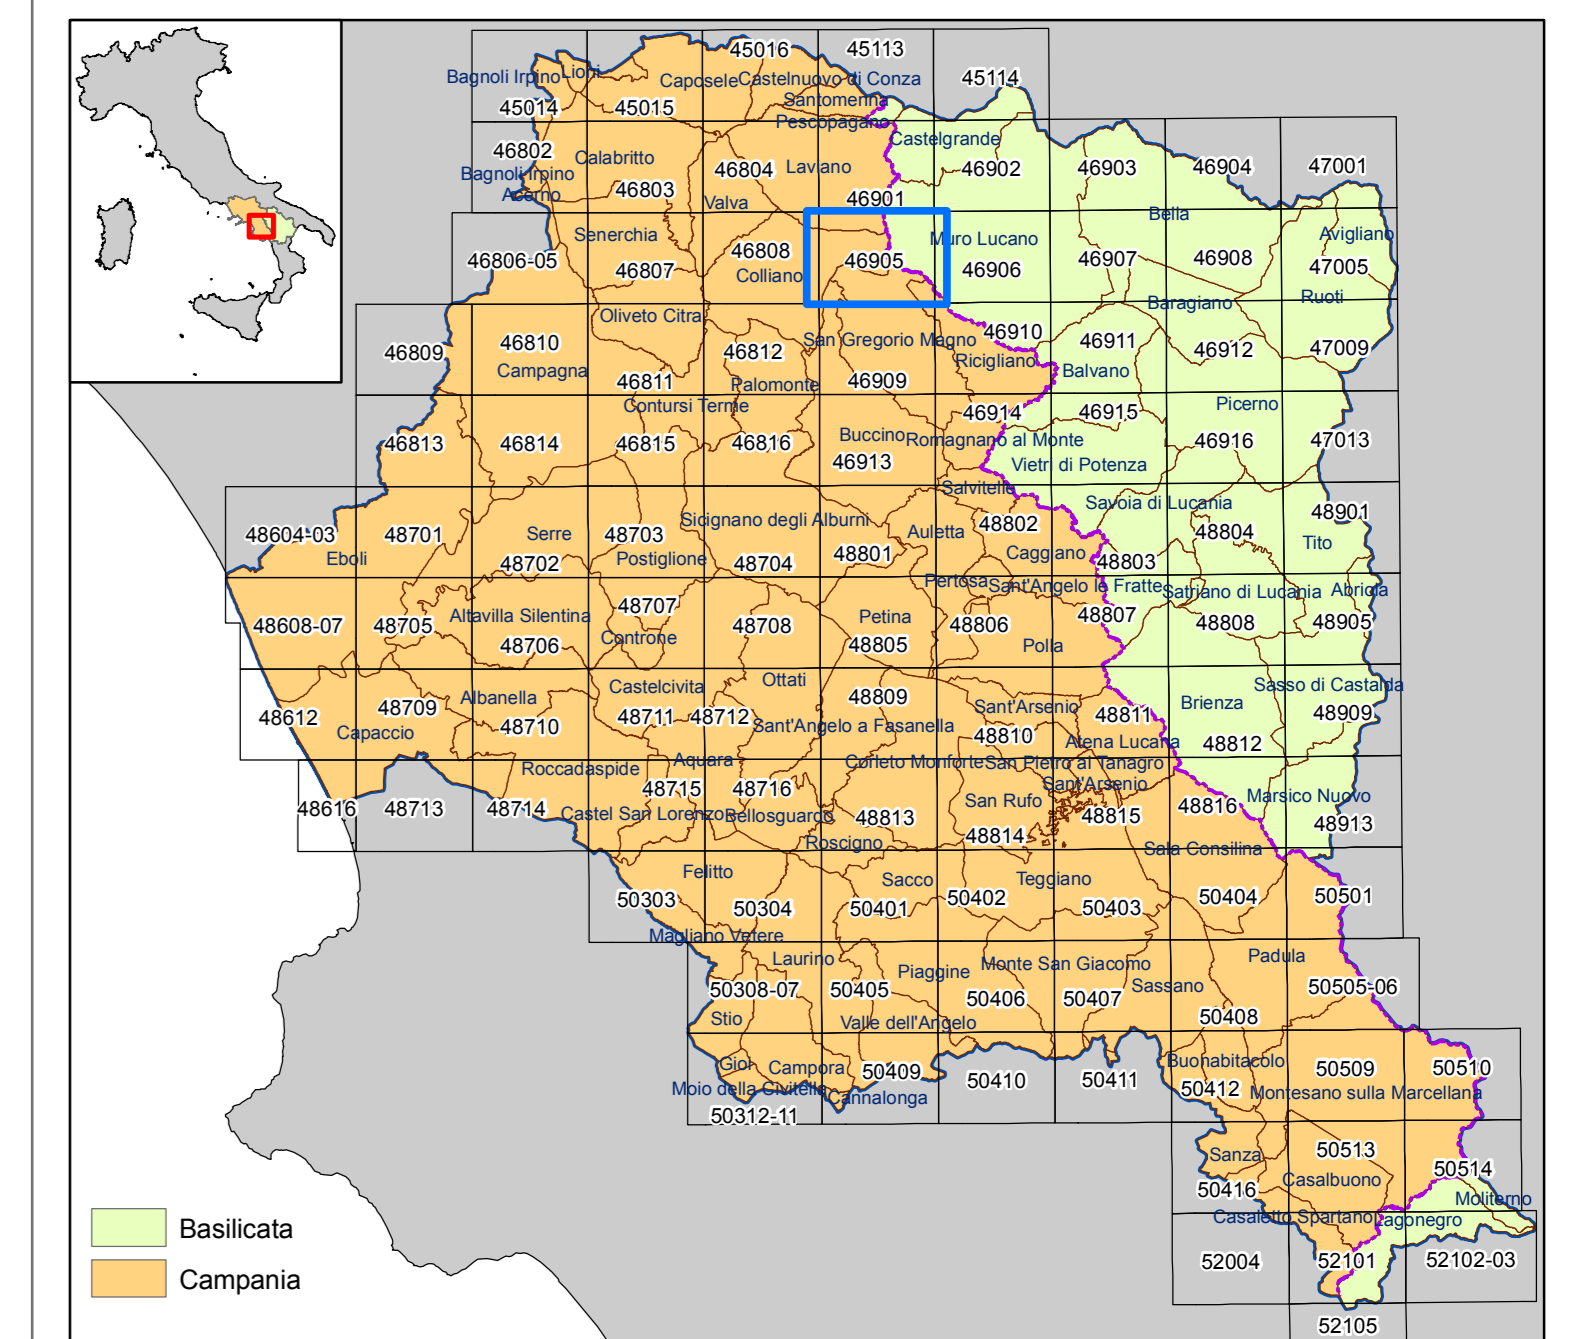 45016
45113
Bagnoli Irpino
Lioni
Caposele
Castelnuovo di Conza
45114
45014
45015
Santomenna
Pescopagano
46802
Calabritto
46804
Laviano
Castelgrande
46902
46903
46904
47001
Bagnoli Irpino
Acerno
46803
Valva
46901
Bella
Senerchia
46808
Muro Lucano
Avigliano
46806-05
46807
Colliano
46905
46906
46907
46908
47005
Oliveto Citra
Baragiano
Ruoti
46809
46810
46812
San Gregorio Magno
46910
46911
46912
47009
Campagna
46811
Palomonte
46909
Ricigliano
Balvano
Contursi Terme
46914
46915
Picerno
46813
46814
46815
46816
Buccino
Romagnano al Monte
46916
47013
46913
Vietri di Potenza
Salvitelle
Savoia di Lucania
48604-03
48701
Serre
48703
Sicignano degli Alburni
Auletta
48802
48804
48901
Eboli
48702
Postiglione
48704
48801
Caggiano
48803
Tito
Pertosa
Sant'Angelo le Fratte
Satriano di Lucania
Abriola
48608-07
48705
Altavilla Silentina
48707
48708
Petina
48806
48807
48808
48905
48706
Controne
48805
Polla
Castelcivita
Ottati
48809
Sasso di Castalda
48612
48709
Albanella
48711
48712
Sant'Angelo a Fasanella
Sant'Arsenio
48811
Brienza
48909
Capaccio
48710
48810
Atena Lucana
48812
Roccadaspide
Aquara
Corleto Monforte
San Pietro al Tanagro
48715
48716
Sant'Arsenio
48616
48713
48714
Castel San Lorenzo
Bellosguardo
48813
San Rufo
48815
48816
Marsico Nuovo
Roscigno
48814
48913
Sala Consilina
Felitto
Sacco
Teggiano
50303
50304
50401
50402
50403
50404
50501
Magliano Vetere
Laurino
Piaggine
Monte San Giacomo
Padula
50308-07
50405
50406
50407
Sassano
50505-06
Stio
Valle dell'Angelo
50408
Gioi
Campora
50409
50410
50411
Buonabitacolo
50509
50510
Moio della Civitella
Cannalonga
50412
Montesano sulla Marcellana
50312-11
Sanza
50513
50514
50416
Casalbuono
Moliterno
Casaletto Spartano
Lagonegro
Basilicata
52004
52101
52102-03
Campania
52105